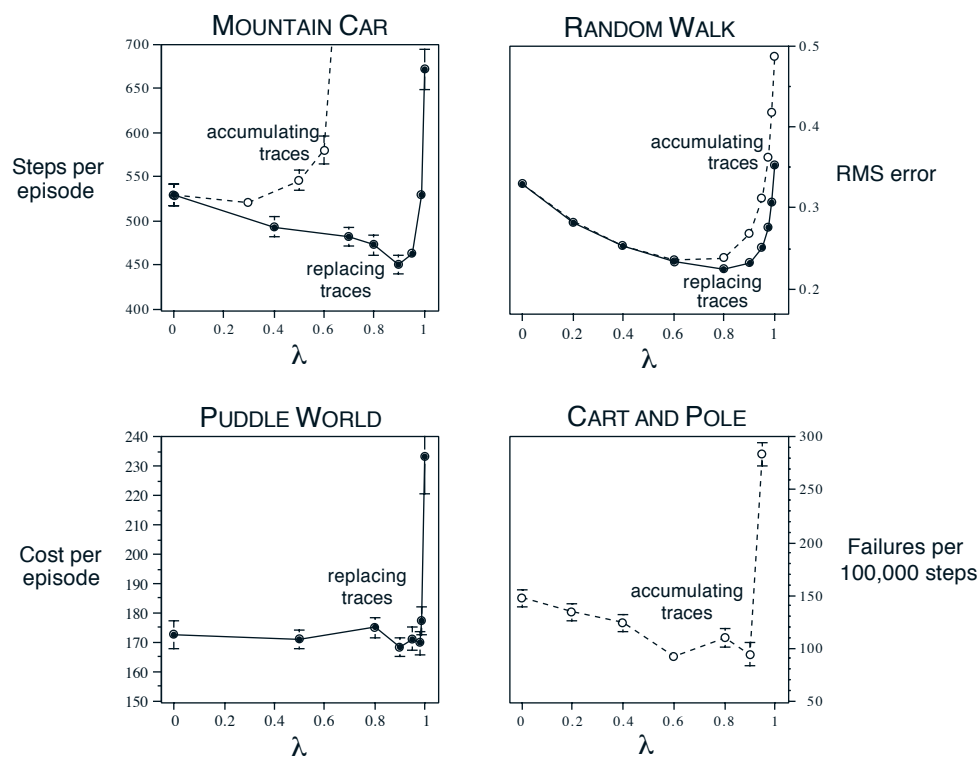 MOUNTAIN CAR
700
650
600
550
500
450
400
Steps per
episode
accumulating
traces
replacing
traces
0 0.2 0.4 0.6 0.8 1
λ
RANDOM WALK
0.5
0.4
0.3
0.2
RMS error
accumulating
traces
replacing
traces
0 0.2 0.4 0.6 0.8 1
λ
PUDDLE WORLD
240
230
220
210
200
190
180
170
160
150
Cost per
episode
replacing
traces
0 0.2 0.4 0.6 0.8 1
λ
CART AND POLE
300
250
200
150
100
50
Failures per
100,000 steps
accumulating
traces
0 0.2 0.4 0.6 0.8 1
λ